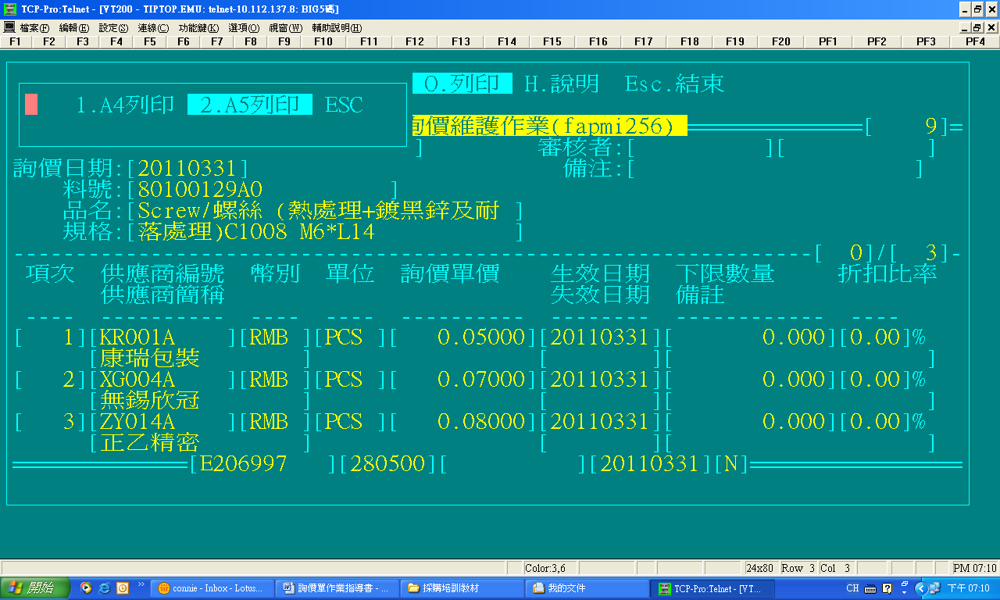 TCP-Pro:Telnet - [VT200 - TIPTOP.EMU: telnet-10.112.137.8: BIG5碼]
檔案(F) 編輯(E) 設定(S) 連線(C) 功能鍵(K) 選項(O) 視窗(W) 輔助說明(H)
F1 F2 F3 F4 F5 F6 F7 F8 F9 F10 F11 F12 F13 F14 F15 F16 F17 F18 F19 F20 PF1 PF2 PF3 PF4
O.列印 H.說明 Esc.結束
1.A4列印 2.A5列印 ESC
詢價維護作業(fapmi256) ══════════════[ 9]═
] 審核者:[ ][ ]
詢價日期:[20110331] 備注:[ ]
料號:[80100129A0 ]
品名:[Screw/螺絲 (熱處理+鍍黑鋅及耐 ]
規格:[落處理)C1008 M6*L14 ]
----------------------------------------------------------------[ 0]/[ 3]-
項次 供應商編號 幣別 單位 詢價單價 生效日期 下限數量 折扣比率
供應商簡稱 失效日期 備註
---- ---------- ---- ---- ---------- -------- ------------ ----
[ 1][KR001A ][RMB ][PCS ][ 0.05000][20110331][ 0.000][0.00]%
[康瑞包裝 ] [ ][ ]
[ 2][XG004A ][RMB ][PCS ][ 0.07000][20110331][ 0.000][0.00]%
[無錫欣冠 ] [ ][ ]
[ 3][ZY014A ][RMB ][PCS ][ 0.08000][20110331][ 0.000][0.00]%
[正乙精密 ] [ ][ ]
══════════════[E206997 ][280500][ ][20110331][N]═════════════════
Color:3,6 24x80 Row 3 Col 3 PM 07:10
開始 connie - Inbox - Lotus... 詢價單作業指導書 - ... 採購培訓教材 我的文件 TCP-Pro:Telnet - [VT... CH 下午 07:10